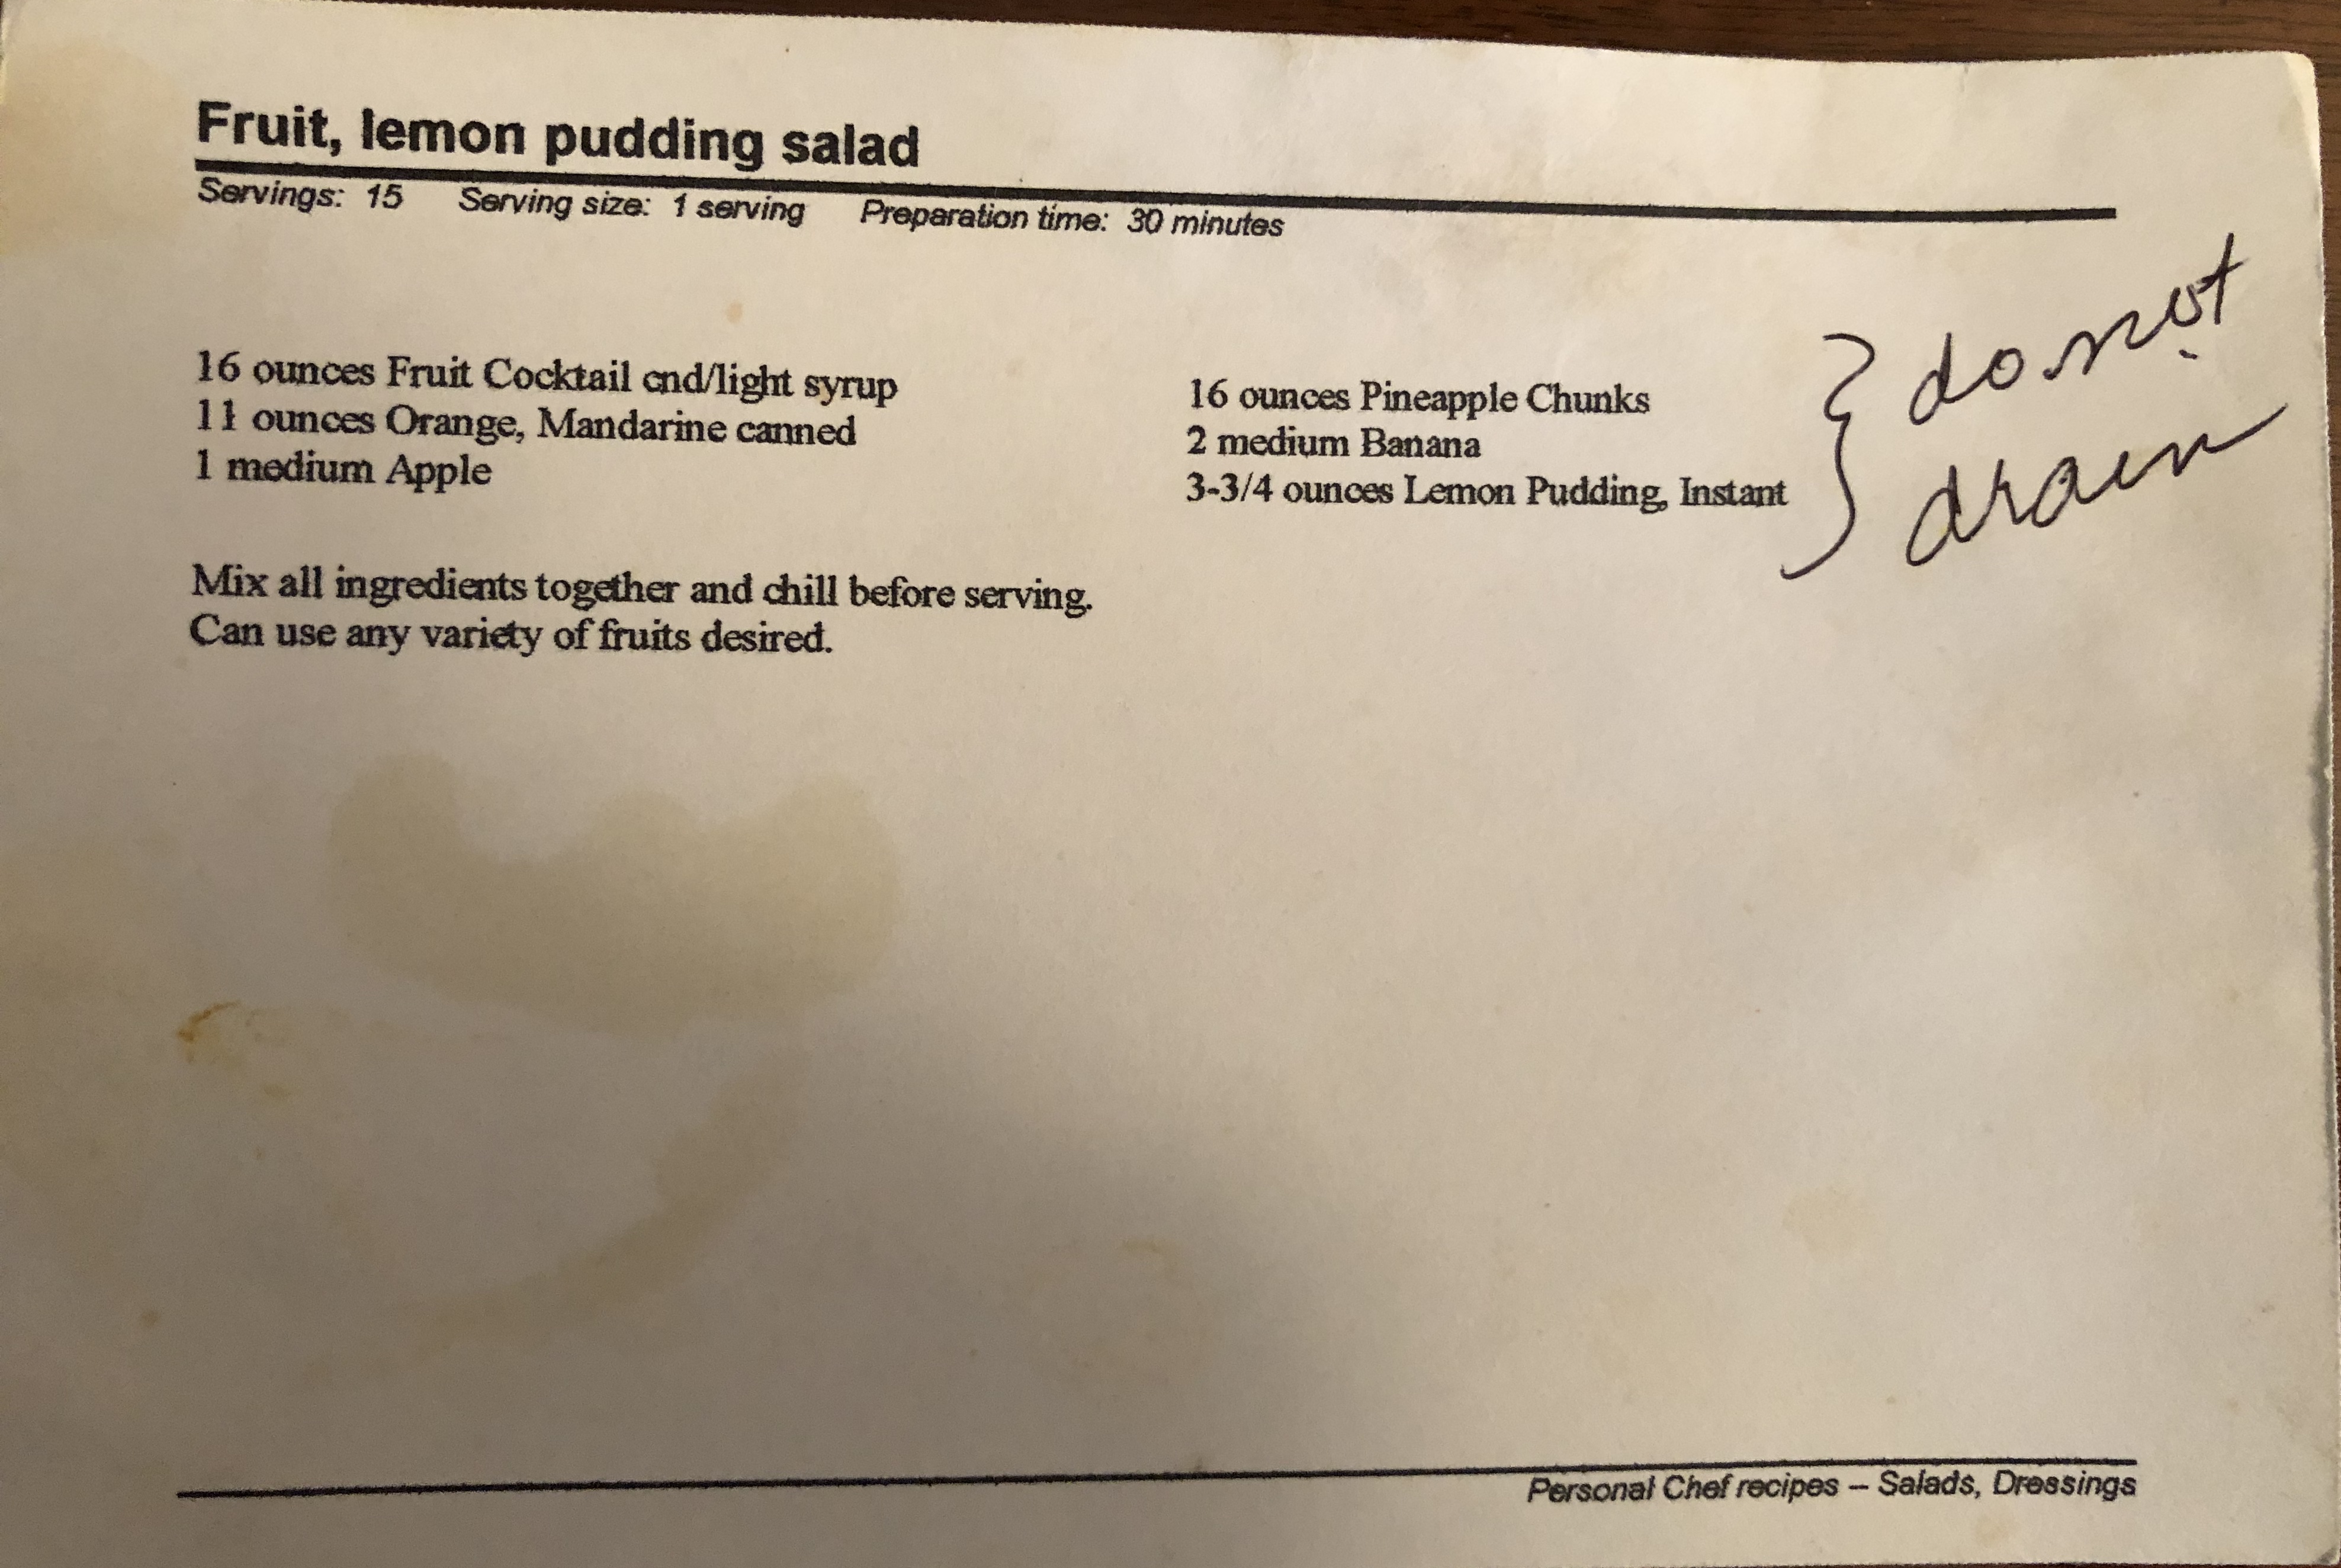 Fruit, lemon pudding salad
Servings: 15 Serving size: 1 serving Preparation time: 30 minutes
16 ounces Fruit Cocktail cnd/light syrup
11 ounces Orange, Mandarine canned
1 medium Apple
16 ounces Pineapple Chunks
2 medium Banana
3-3/4 ounces Lemon Pudding, Instant
} do not
drain
Mix all ingredients together and chill before serving.
Can use any variety of fruits desired.
Personal Chef recipes – Salads, Dressings